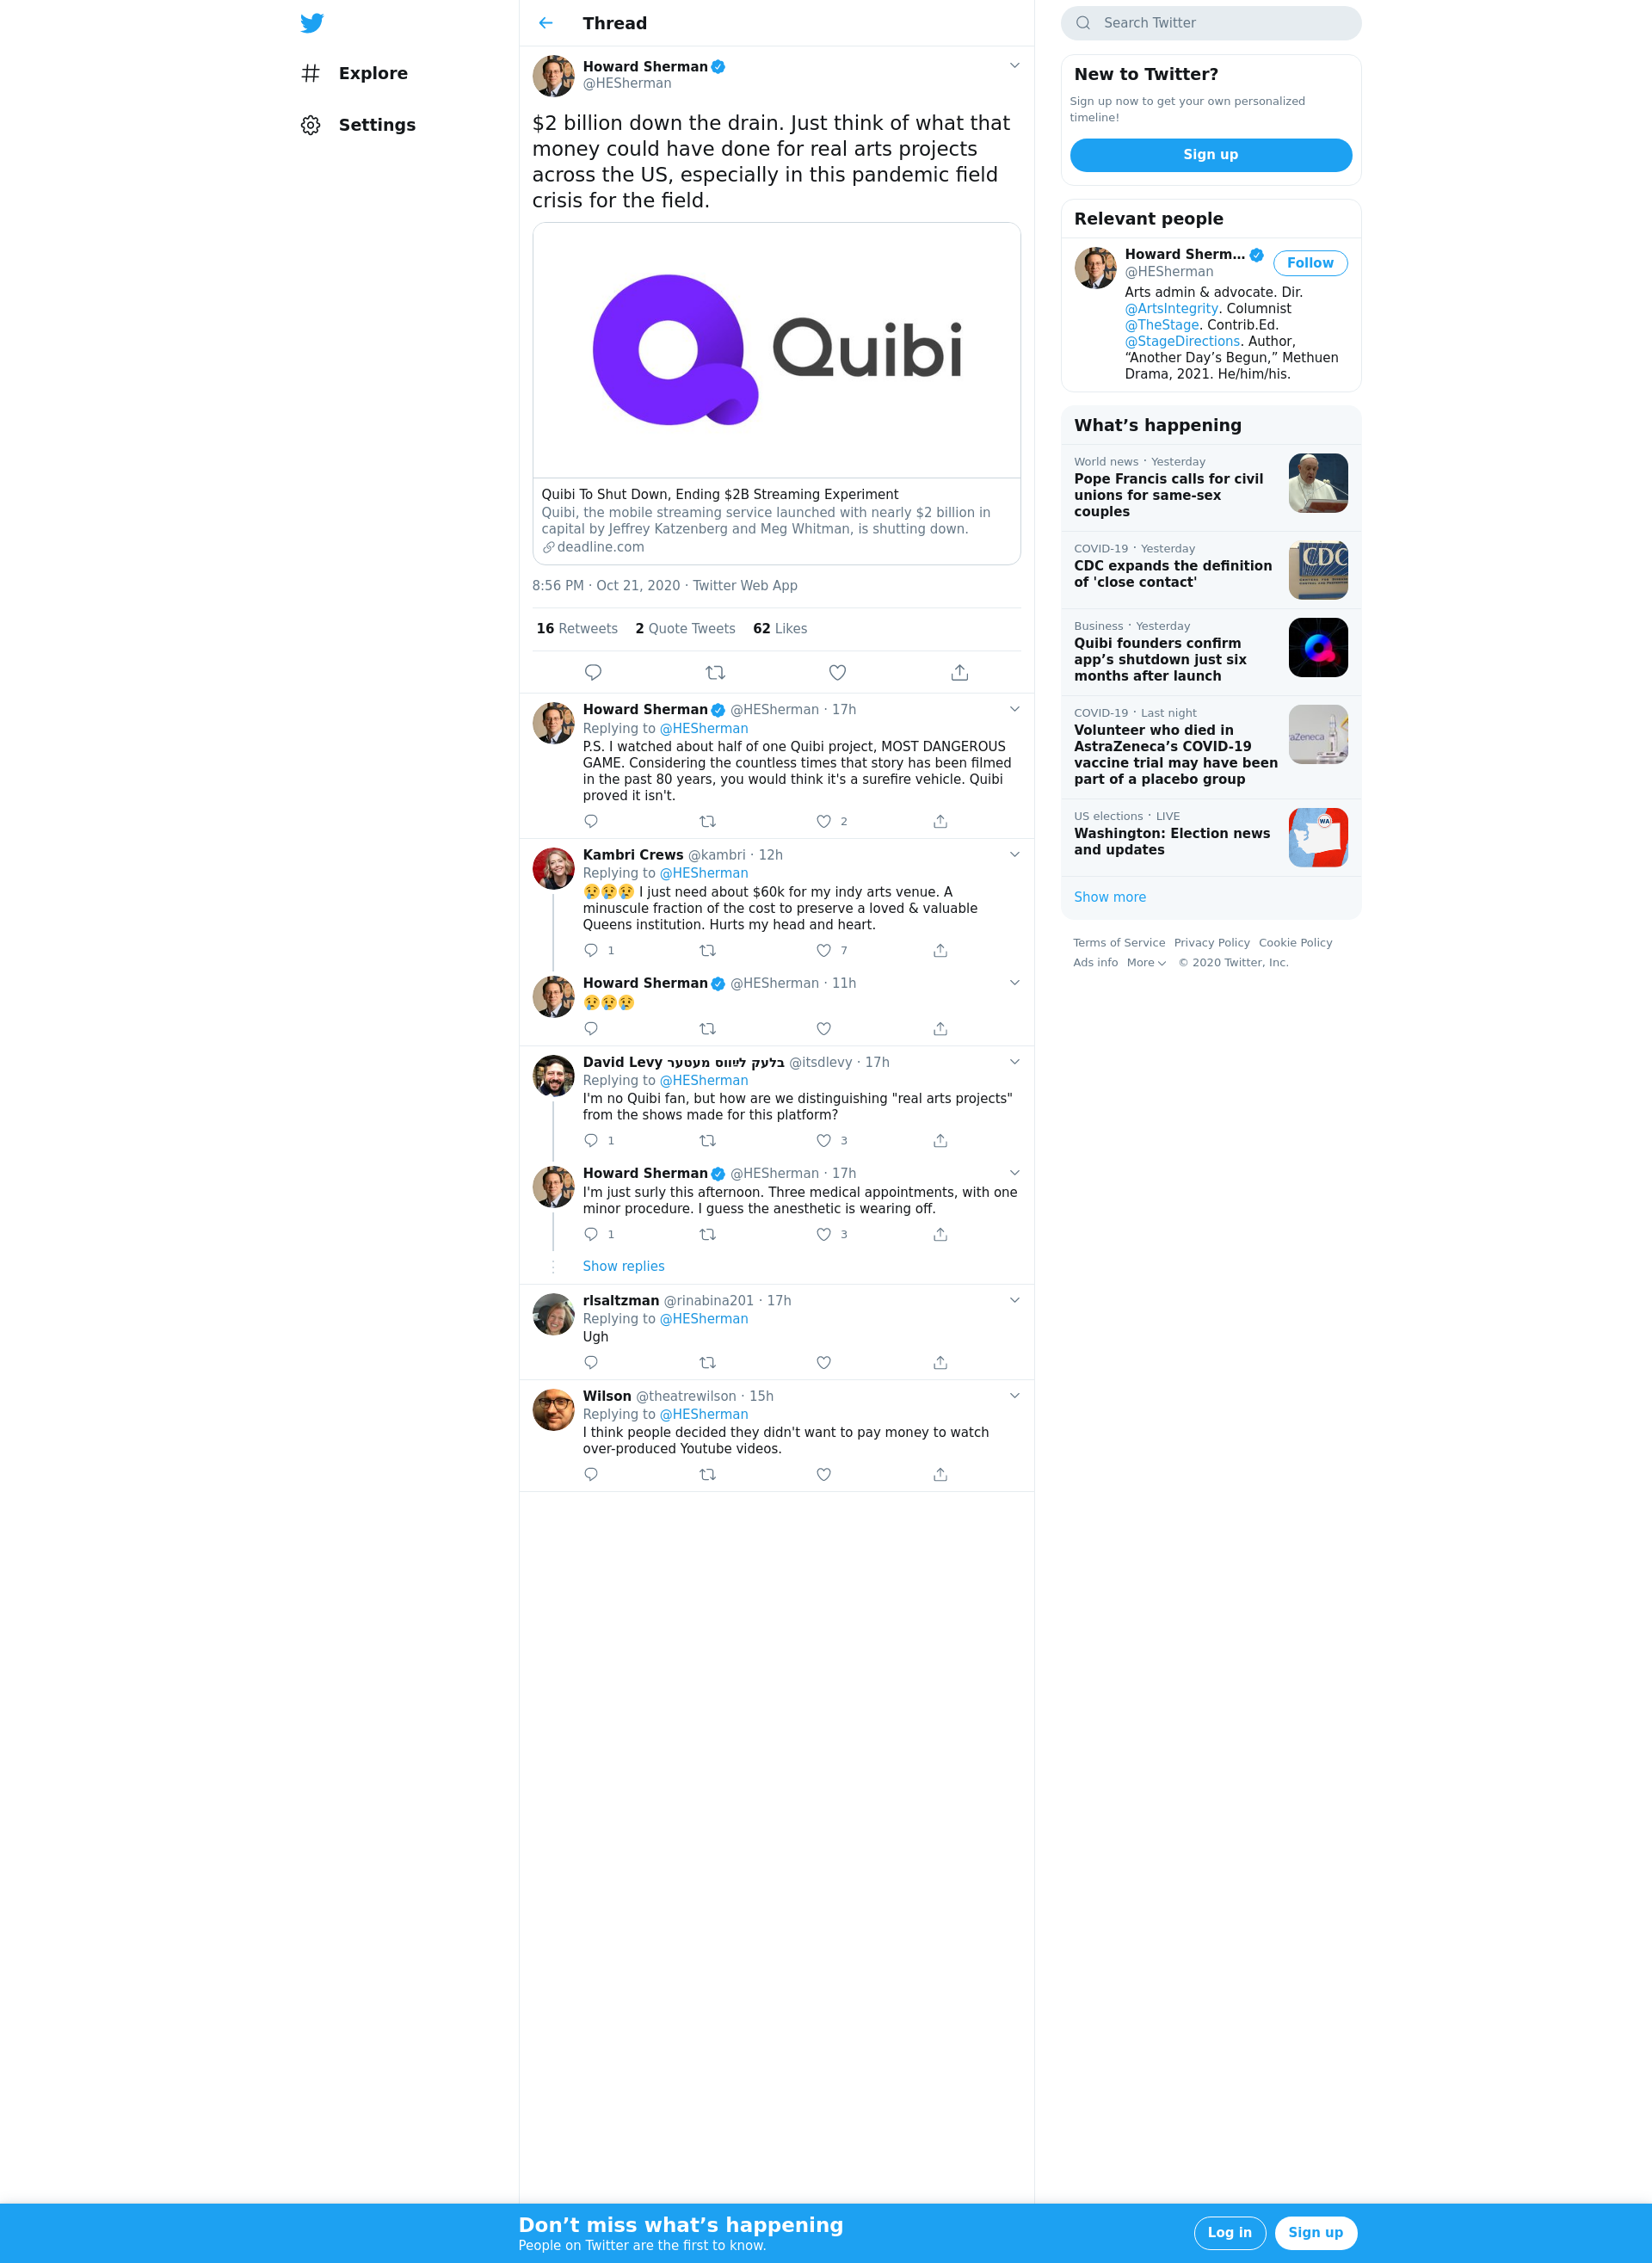 Explore
Settings
Thread
Howard Sherman
@HESherman
$2 billion down the drain. Just think of what that
money could have done for real arts projects
across the US, especially in this pandemic field
crisis for the field.
Quibi
Quibi To Shut Down, Ending $2B Streaming Experiment
Quibi, the mobile streaming service launched with nearly $2 billion in
capital by Jeffrey Katzenberg and Meg Whitman, is shutting down.
deadline.com
8:56 PM · Oct 21, 2020 · Twitter Web App
16 Retweets 2 Quote Tweets 62 Likes
Howard Sherman @HESherman · 17h
Replying to @HESherman
P.S. I watched about half of one Quibi project, MOST DANGEROUS
GAME. Considering the countless times that story has been filmed
in the past 80 years, you would think it's a surefire vehicle. Quibi
proved it isn't.
2
Kambri Crews @kambri · 12h
Replying to @HESherman
😢😢😢 I just need about $60k for my indy arts venue. A
minuscule fraction of the cost to preserve a loved & valuable
Queens institution. Hurts my head and heart.
1 7
Howard Sherman @HESherman · 11h
😢😢😢
David Levy בלעק לײַווס מעטער @itsdlevy · 17h
Replying to @HESherman
I'm no Quibi fan, but how are we distinguishing "real arts projects"
from the shows made for this platform?
1 3
Howard Sherman @HESherman · 17h
I'm just surly this afternoon. Three medical appointments, with one
minor procedure. I guess the anesthetic is wearing off.
1 3
Show replies
rlsaltzman @rinabina201 · 17h
Replying to @HESherman
Ugh
Wilson @theatrewilson · 15h
Replying to @HESherman
I think people decided they didn't want to pay money to watch
over-produced Youtube videos.
Search Twitter
New to Twitter?
Sign up now to get your own personalized
timeline!
Sign up
Relevant people
Howard Sherm...
@HESherman
Follow
Arts admin & advocate. Dir.
@ArtsIntegrity. Columnist
@TheStage. Contrib.Ed.
@StageDirections. Author,
“Another Day’s Begun,” Methuen
Drama, 2021. He/him/his.
What’s happening
World news · Yesterday
Pope Francis calls for civil
unions for same-sex
couples
COVID-19 · Yesterday
CDC expands the definition
of 'close contact'
CDC
Business · Yesterday
Quibi founders confirm
app’s shutdown just six
months after launch
COVID-19 · Last night
Volunteer who died in
AstraZeneca’s COVID-19
vaccine trial may have been
part of a placebo group
raZeneca
US elections · LIVE
Washington: Election news
and updates
WA
Show more
Terms of Service Privacy Policy Cookie Policy
Ads info More © 2020 Twitter, Inc.
Don’t miss what’s happening
People on Twitter are the first to know.
Log in
Sign up